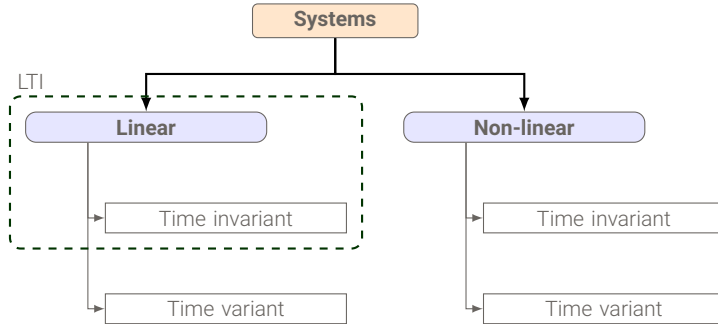 Systems
LTI
Linear
Non-linear
Time invariant
Time invariant
Time variant
Time variant